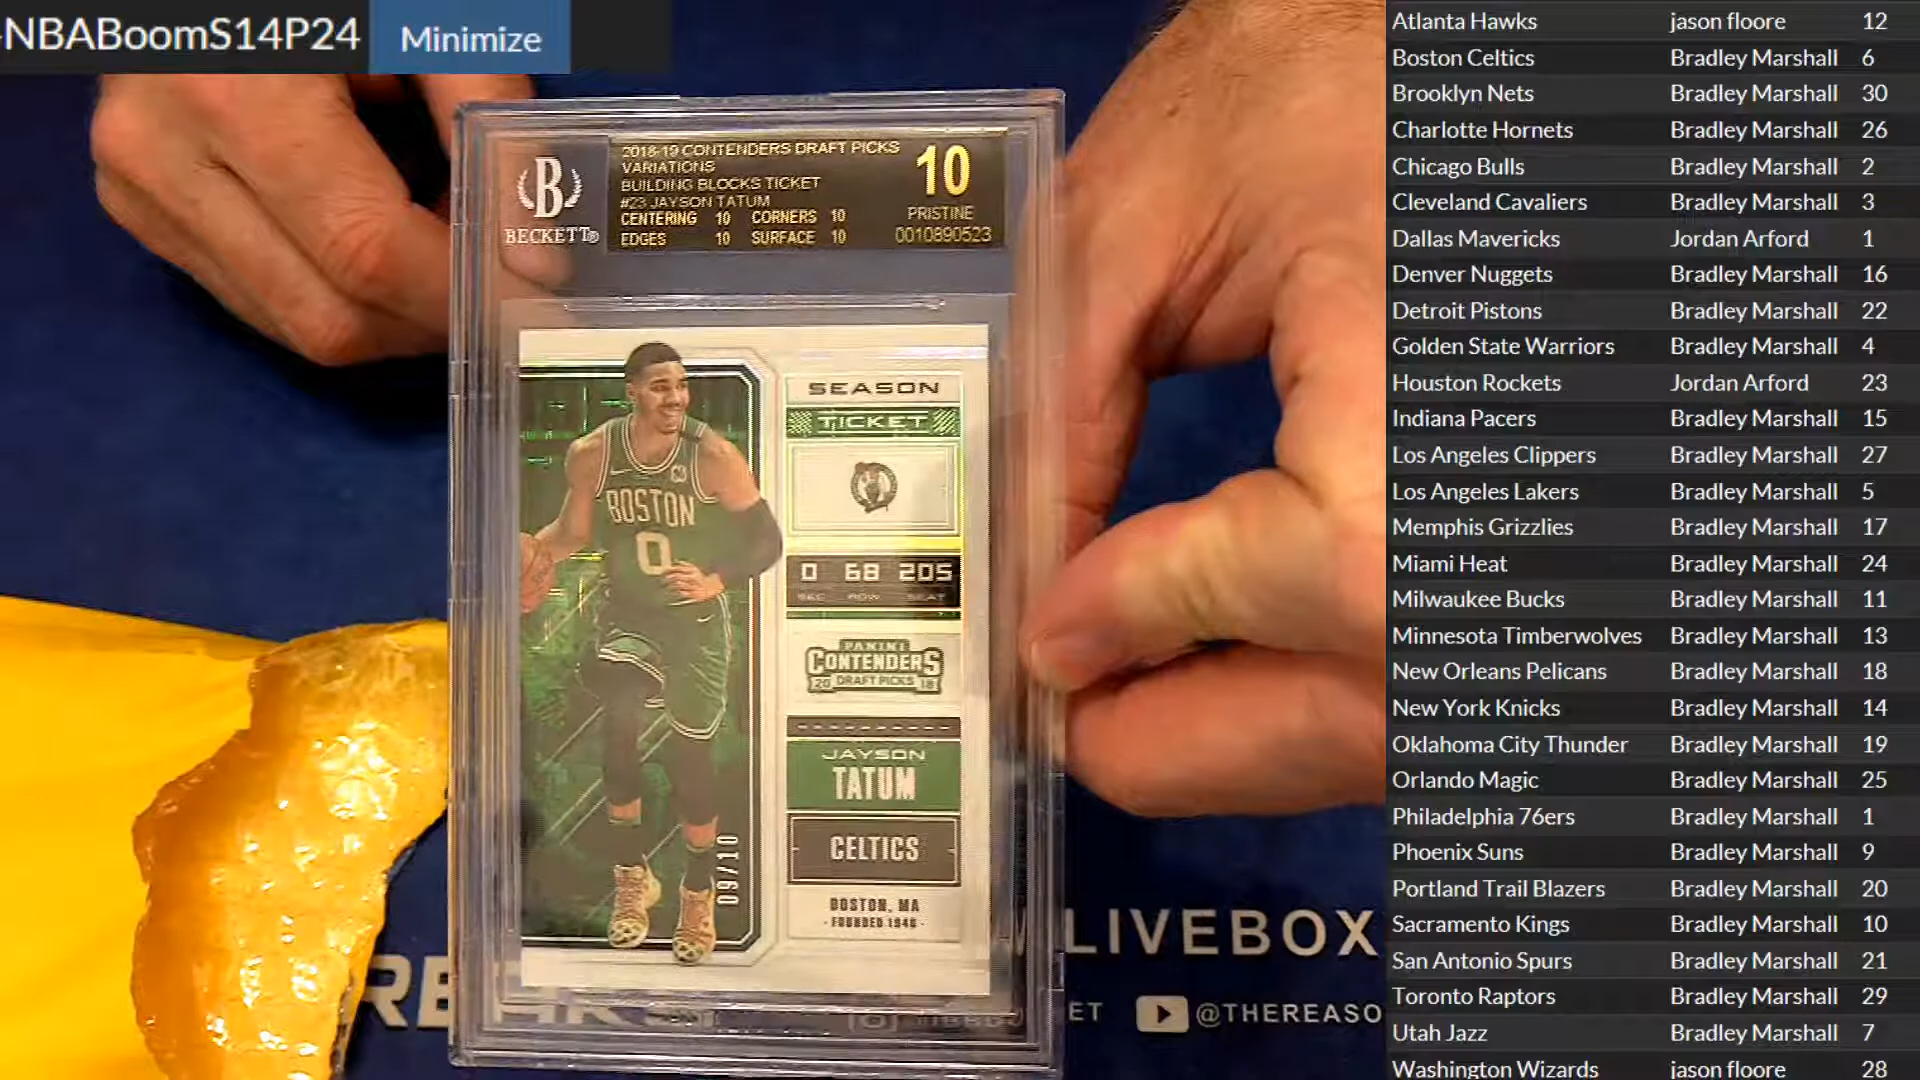 -NBABoomS14P24
Minimize
B
BECKETT®
2018-19 CONTENDERS DRAFT PICKS
VARIATIONS
BUILDING BLOCKS TICKET
#23 JAYSON TATUM
CENTERING 10 CORNERS 10
EDGES 10 SURFACE 10
10
PRISTINE
0010890523
SEASON
TICKET
BOSTON
0
0 68 205
SEC ROW SEAT
PANINI
CONTENDERS
20 DRAFT PICKS 18
JAYSON
TATUM
CELTICS
BOSTON, MA
- FOUNDED 1946 -
09/10
LIVEBOX
ET
@THEREASO
Atlanta Hawks jason floore 12
Boston Celtics Bradley Marshall 6
Brooklyn Nets Bradley Marshall 30
Charlotte Hornets Bradley Marshall 26
Chicago Bulls Bradley Marshall 2
Cleveland Cavaliers Bradley Marshall 3
Dallas Mavericks Jordan Arford 1
Denver Nuggets Bradley Marshall 16
Detroit Pistons Bradley Marshall 22
Golden State Warriors Bradley Marshall 4
Houston Rockets Jordan Arford 23
Indiana Pacers Bradley Marshall 15
Los Angeles Clippers Bradley Marshall 27
Los Angeles Lakers Bradley Marshall 5
Memphis Grizzlies Bradley Marshall 17
Miami Heat Bradley Marshall 24
Milwaukee Bucks Bradley Marshall 11
Minnesota Timberwolves Bradley Marshall 13
New Orleans Pelicans Bradley Marshall 18
New York Knicks Bradley Marshall 14
Oklahoma City Thunder Bradley Marshall 19
Orlando Magic Bradley Marshall 25
Philadelphia 76ers Bradley Marshall 1
Phoenix Suns Bradley Marshall 9
Portland Trail Blazers Bradley Marshall 20
Sacramento Kings Bradley Marshall 10
San Antonio Spurs Bradley Marshall 21
Toronto Raptors Bradley Marshall 29
Utah Jazz Bradley Marshall 7
Washington Wizards jason floore 28